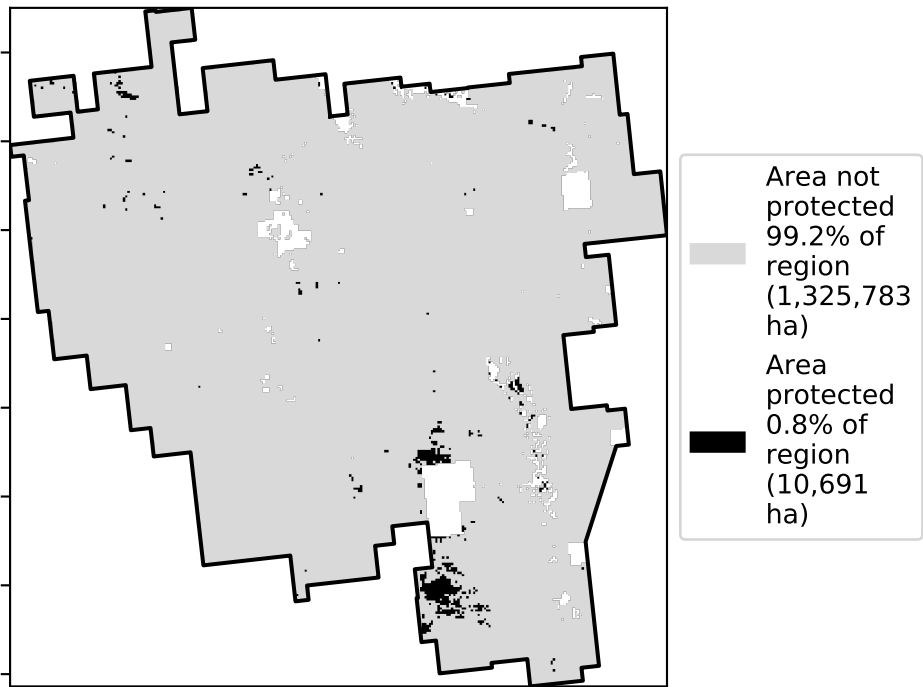 Area not
protected
99.2% of
region
(1,325,783
ha)
Area
protected
0.8% of
region
(10,691
ha)